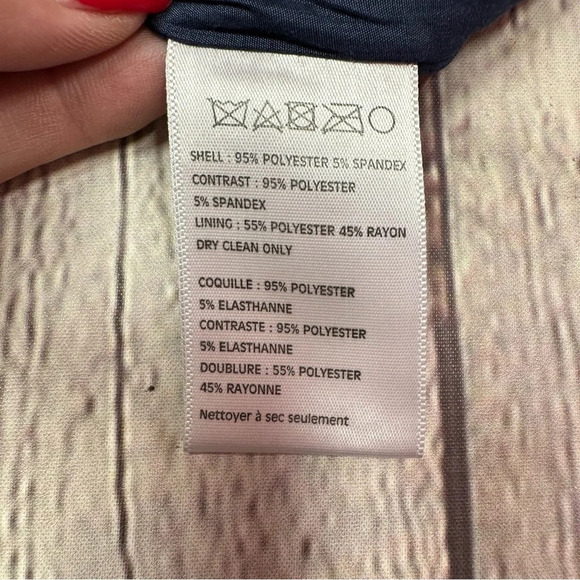 SHELL : 95% POLYESTER 5% SPANDEX
CONTRAST : 95% POLYESTER
5% SPANDEX
LINING : 55% POLYESTER 45% RAYON
DRY CLEAN ONLY
COQUILLE : 95% POLYESTER
5% ELASTHANNE
CONTRASTE : 95% POLYESTER
5% ELASTHANNE
DOUBLURE : 55% POLYESTER
45% RAYONNE
Nettoyer à sec seulement